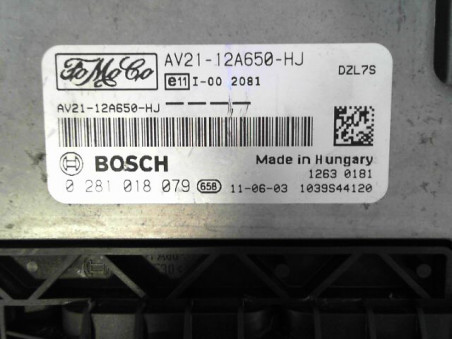 FoMoCo AV21-12A650-HJ
e11 I-00 2081 DZL7S
AV21-12A650-HJ
BOSCH Made in Hungary
1263 0181
0 281 018 079 658 11-06-03 1039S44120